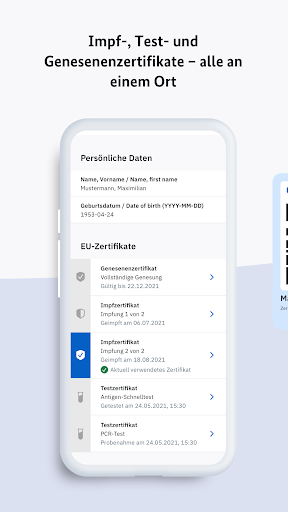 Impf-, Test- und
Genesenenzertifikate – alle an
einem Ort
Persönliche Daten
Name, Vorname / Name, first name
Mustermann, Maximilian
Geburtsdatum / Date of birth (YYYY-MM-DD)
1953-04-24
EU-Zertifikate
Genesenenzertifikat
Vollständige Genesung
Gültig bis 22.12.2021
Impfzertifikat
Impfung 1 von 2
Geimpft am 06.07.2021
Impfzertifikat
Impfung 2 von 2
Geimpft am 18.08.2021
Aktuell verwendetes Zertifikat
Testzertifikat
Antigen-Schnelltest
Getestet am 24.05.2021, 15:30
Testzertifikat
PCR-Test
Probenahme am 24.05.2021, 15:30